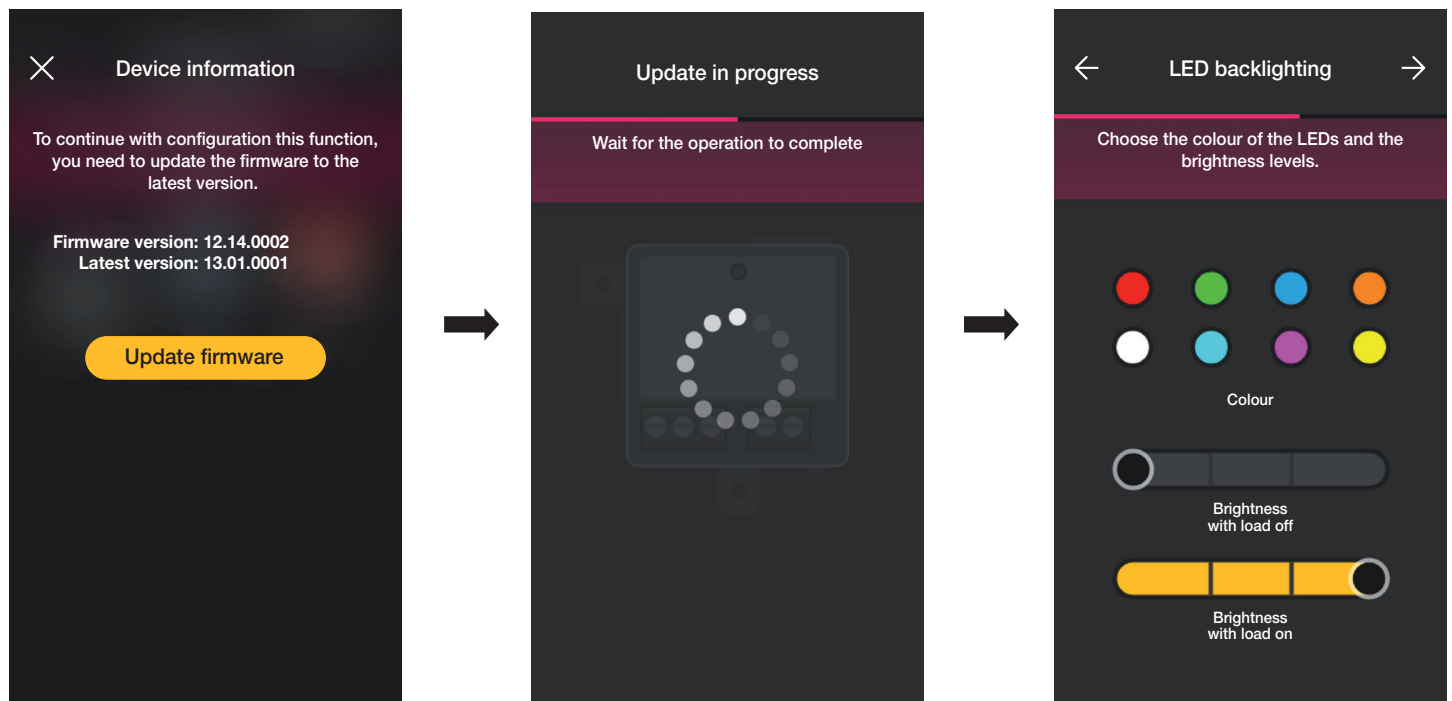 Device information
To continue with configuration this function,
you need to update the firmware to the
latest version.
Firmware version: 12.14.0002
Latest version: 13.01.0001
Update firmware
Update in progress
Wait for the operation to complete
LED backlighting
Choose the colour of the LEDs and the
brightness levels.
Colour
Brightness
with load off
Brightness
with load on